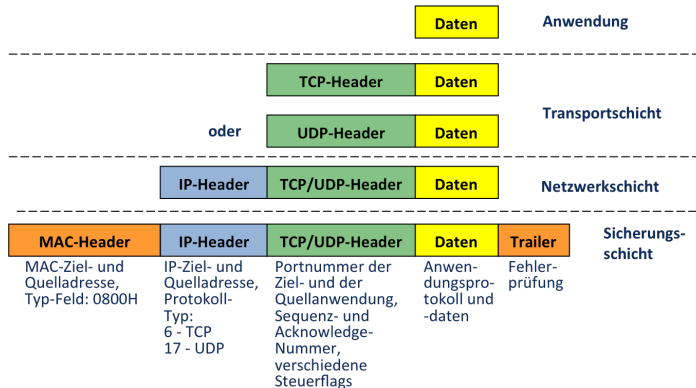 Daten Anwendung
TCP-Header Daten
Transportschicht
oder UDP-Header Daten
IP-Header TCP/UDP-Header Daten Netzwerkschicht
MAC-Header IP-Header TCP/UDP-Header Daten Trailer
Sicherungs-
schicht
MAC-Ziel- und
Quelladresse,
Typ-Feld: 0800H
IP-Ziel- und
Quelladresse,
Protokoll-
Typ:
6 - TCP
17 - UDP
Portnummer der
Ziel- und der
Quellanwendung,
Sequenz- und
Acknowledge-
Nummer,
verschiedene
Steuerflags
Anwen-
dungspro-
tokoll und
-daten
Fehler-
prüfung